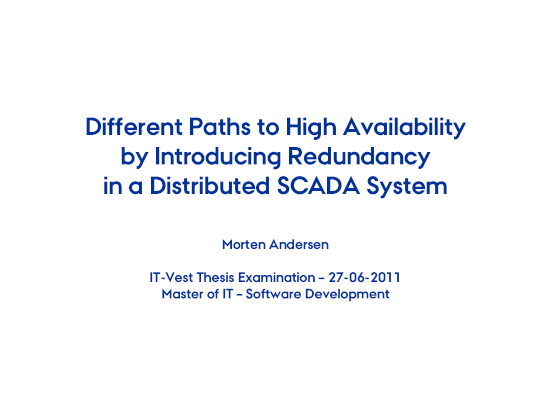 Different Paths to High Availability
by Introducing Redundancy
in a Distributed SCADA System
Morten Andersen
IT-Vest Thesis Examination – 27-06-2011
Master of IT – Software Development